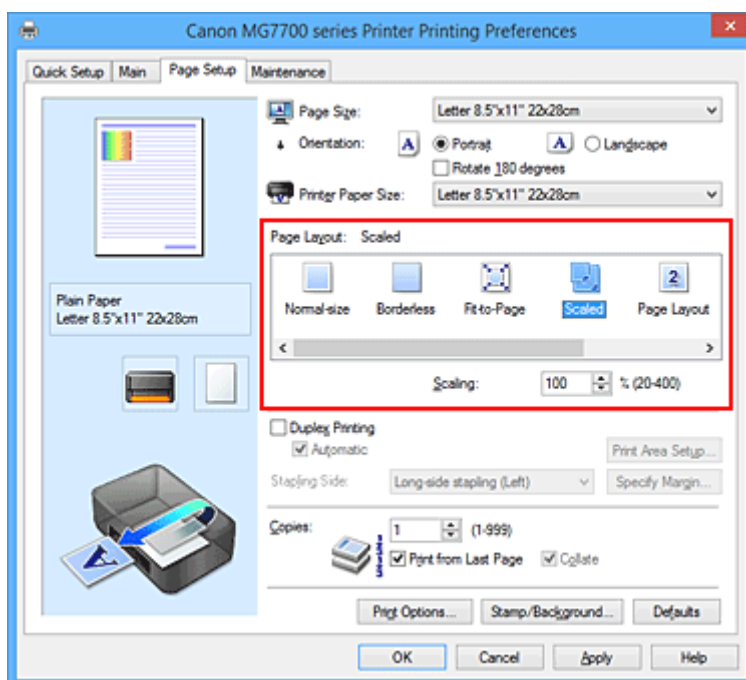 Canon MG7700 series Printer Printing Preferences
Quick Setup Main Page Setup Maintenance
Page Size: Letter 8.5"x11" 22x28cm
Orientation: A Portrait A Landscape
Rotate 180 degrees
Printer Paper Size: Letter 8.5"x11" 22x28cm
Page Layout: Scaled
Normal-size Borderless Fit-to-Page Scaled Page Layout
Scaling: 100 % (20-400)
Plain Paper
Letter 8.5"x11" 22x28cm
Duplex Printing
Automatic Print Area Setup...
Stapling Side: Long-side stapling (Left) Specify Margin...
Copies: 1 (1-999)
Print from Last Page Collate
Print Options... Stamp/Background... Defaults
OK Cancel Apply Help